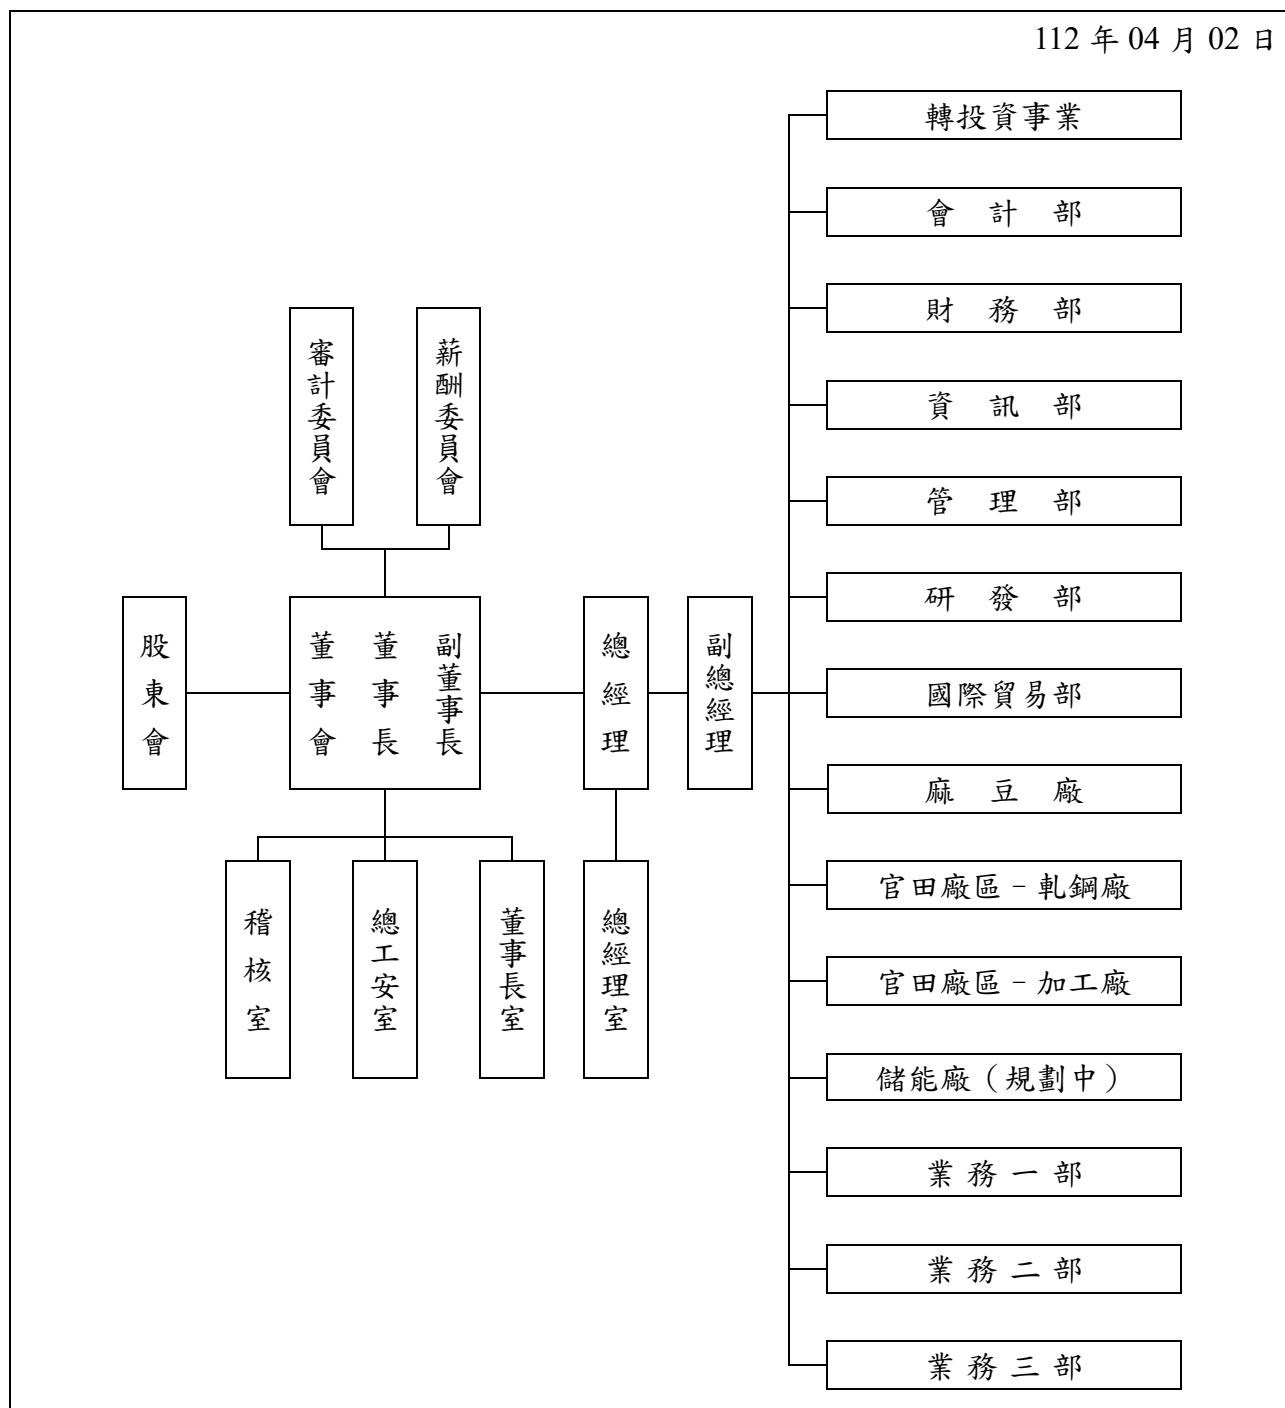 112 年 04 月 02 日
審計委員會
薪酬委員會
股東會
董事會
董事長
副董事長
總經理
副總經理
稽核室
總工安室
董事長室
總經理室
轉投資事業
會計部
財務部
資訊部
管理部
研發部
國際貿易部
麻豆廠
官田廠區-軋鋼廠
官田廠區-加工廠
儲能廠（規劃中）
業務一部
業務二部
業務三部